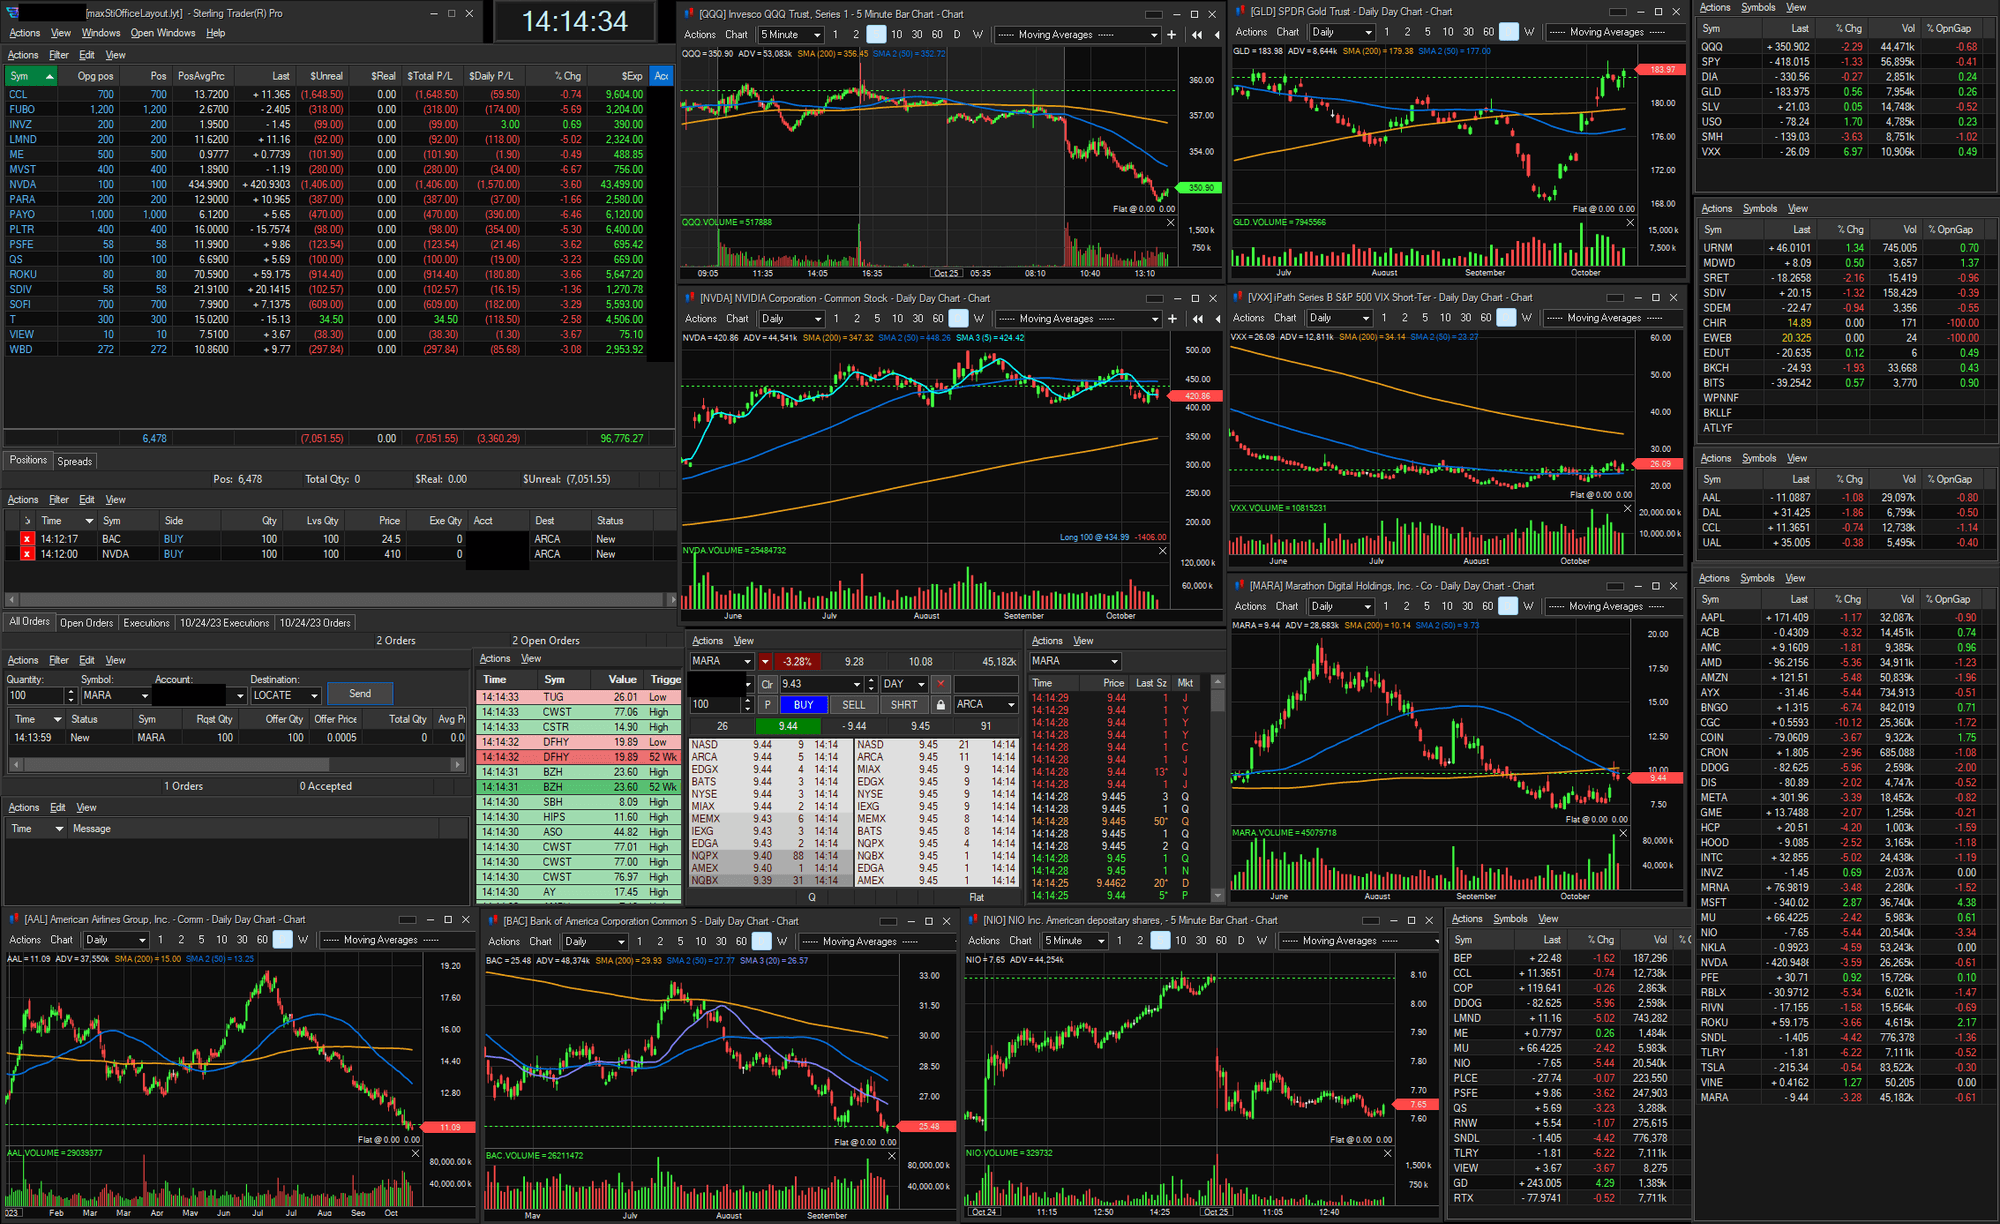 [maxStiOfficeLayout.lyt] - Sterling Trader(R) Pro
Actions View Windows Open Windows Help
14:14:34
Actions Filter Edit View
Sym Opg pos Pos PosAvgPrc Last $Unreal $Real $Total P/L $Daily P/L % Chg $Exp Acc
CCL 700 700 13.7200 + 11.365 (1,648.50) 0.00 (1,648.50) (59.50) -0.74 9,604.00
FUBO 1,200 1,200 2.6700 - 2.405 (318.00) 0.00 (318.00) (174.00) -5.69 3,204.00
INVZ 200 200 1.9500 - 1.45 (99.00) 0.00 (99.00) 3.00 0.69 390.00
LMND 200 200 11.6200 + 11.16 (92.00) 0.00 (92.00) (118.00) -5.02 2,324.00
ME 500 500 0.9777 + 0.7739 (101.90) 0.00 (101.90) (1.90) -0.49 488.85
MVST 400 400 1.8900 - 1.19 (280.00) 0.00 (280.00) (34.00) -6.67 756.00
NVDA 100 100 434.9900 + 420.9303 (1,406.00) 0.00 (1,406.00) (1,570.00) -3.60 43,499.00
PARA 200 200 12.9000 + 10.965 (387.00) 0.00 (387.00) (37.00) -1.66 2,580.00
PAYO 1,000 1,000 6.1200 + 5.65 (470.00) 0.00 (470.00) (390.00) -6.46 6,120.00
PLTR 400 400 16.0000 - 15.7574 (98.00) 0.00 (98.00) (354.00) -5.30 6,400.00
PSFE 58 58 11.9900 + 9.86 (123.54) 0.00 (123.54) (21.46) -3.62 695.42
QS 100 100 6.6900 + 5.69 (100.00) 0.00 (100.00) (19.00) -3.23 669.00
ROKU 80 80 70.5900 + 59.175 (914.40) 0.00 (914.40) (180.80) -3.66 5,647.20
SDIV 58 58 21.9100 + 20.1415 (102.57) 0.00 (102.57) (16.15) -1.36 1,270.78
SOFI 700 700 7.9900 + 7.1375 (609.00) 0.00 (609.00) (182.00) -3.29 5,593.00
T 300 300 15.0200 - 15.13 34.50 0.00 34.50 (118.50) -2.58 4,506.00
VIEW 10 10 7.5100 + 3.67 (38.30) 0.00 (38.30) (1.30) -3.67 75.10
WBD 272 272 10.8600 + 9.77 (297.84) 0.00 (297.84) (85.68) -3.08 2,953.92
6,478 (7,051.55) 0.00 (7,051.55) (3,360.29) 96,776.27
Positions Spreads
Pos: 6,478 Total Qty: 0 $Real: 0.00 $Unreal: (7,051.55)
Actions Filter Edit View
Time Sym Side Qty Lvs Qty Price Exe Qty Acct Dest Status
x 14:12:17 BAC BUY 100 100 24.5 0 ARCA New
x 14:12:00 NVDA BUY 100 100 410 0 ARCA New
All Orders Open Orders Executions 10/24/23 Executions 10/24/23 Orders
2 Orders 2 Open Orders
Actions Filter Edit View
Quantity: Symbol: Account: Destination:
100 MARA LOCATE Send
Time Status Sym Rqst Qty Offer Qty Offer Price Total Qty Avg Pr
14:13:59 New MARA 100 100 0.0005 0 0.0
1 Orders 0 Accepted
Actions Edit View
Time Message
Actions View
Time Sym Value Trigge
14:14:33 TUG 26.01 Low
14:14:33 CWST 77.06 High
14:14:33 CSTR 14.90 High
14:14:32 DFHY 19.89 Low
14:14:32 DFHY 19.89 52 Wk
14:14:31 BZH 23.60 High
14:14:31 BZH 23.60 52 Wk
14:14:30 SBH 8.09 High
14:14:30 HIPS 11.60 High
14:14:30 ASO 44.82 High
14:14:30 CWST 77.01 High
14:14:30 CWST 77.00 High
14:14:30 CWST 76.97 High
14:14:30 AY 17.45 High
[QQQ] Invesco QQQ Trust, Series 1 - 5 Minute Bar Chart - Chart
Actions Chart 5 Minute 1 2 10 30 60 D W ------ Moving Averages ------
QQQ = 350.90 ADV = 53,083k SMA (200) = 356.45 SMA 2 (50) = 352.72
360.00
357.00
354.00
350.90
Flat @ 0.00 0.00
QQQ.VOLUME = 517888
1,500 k
750 k
09:05 11:35 14:05 16:35 Oct 25 05:35 08:10 10:40 13:10
[NVDA] NVIDIA Corporation - Common Stock - Daily Day Chart - Chart
Actions Chart Daily 1 2 5 10 30 60 W ------ Moving Averages ------
NVDA = 420.86 ADV = 44,541k SMA (200) = 347.32 SMA 2 (50) = 448.26 SMA 3 (5) = 424.42
500.00
450.00
420.86
400.00
350.00
300.00
250.00
200.00
Long 100 @ 434.99 -1406.00
NVDA.VOLUME = 25484732
120,000 k
60,000 k
June July August September October
Actions View
MARA -3.28% 9.28 10.08 45,182k
Clr 9.43 DAY
100 P BUY SELL SHRT ARCA
26 9.44 - 9.44 9.45 91
NASD 9.44 9 14:14 NASD 9.45 21 14:14
ARCA 9.44 5 14:14 ARCA 9.45 11 14:14
EDGX 9.44 4 14:14 MIAX 9.45 9 14:14
BATS 9.44 3 14:14 EDGX 9.45 9 14:14
NYSE 9.44 3 14:14 NYSE 9.45 9 14:14
MIAX 9.44 2 14:14 IEXG 9.45 9 14:14
MEMX 9.43 6 14:14 MEMX 9.45 8 14:14
IEXG 9.43 3 14:14 BATS 9.45 8 14:14
EDGA 9.43 2 14:14 NQPX 9.45 4 14:14
NQPX 9.40 88 14:14 NQBX 9.45 1 14:14
AMEX 9.40 1 14:14 EDGA 9.45 1 14:14
NQBX 9.39 31 14:14 AMEX 9.45 1 14:14
Q Flat
Actions View
MARA
Time Price Last Sz Mkt
14:14:29 9.44 1 J
14:14:29 9.44 1 Y
14:14:28 9.44 1 Y
14:14:28 9.44 1 Y
14:14:28 9.44 1 C
14:14:28 9.44 1 J
14:14:28 9.44 13* J
14:14:28 9.44 1 J
14:14:28 9.445 3 Q
14:14:28 9.445 1 Q
14:14:28 9.445 50* Q
14:14:28 9.445 1 Q
14:14:28 9.445 2 Q
14:14:28 9.45 1 Q
14:14:28 9.45 1 N
14:14:25 9.4462 20* D
14:14:25 9.44 5* P
[GLD] SPDR Gold Trust - Daily Day Chart - Chart
Actions Chart Daily 1 2 5 10 30 60 W ------ Moving Averages ------
GLD = 183.98 ADV = 8,644k SMA (200) = 179.38 SMA 2 (50) = 177.00
183.97
180.00
176.00
172.00
168.00
Flat @ 0.00 0.00
GLD.VOLUME = 7945566
15,000 k
7,500 k
July August September October
[VXX] iPath Series B S&P 500 VIX Short-Ter - Daily Day Chart - Chart
Actions Chart Daily 1 2 5 10 30 60 W ------ Moving Averages ------
VXX = 26.09 ADV = 12,811k SMA (200) = 34.14 SMA 2 (50) = 23.27
60.00
50.00
40.00
30.00
26.09
20.00
Flat @ 0.00 0.00
VXX.VOLUME = 10815231
20,000.00 k
10,000.00 k
June July August October
[MARA] Marathon Digital Holdings, Inc. - Co - Daily Day Chart - Chart
Actions Chart Daily 1 2 5 10 30 60 W ------ Moving Averages ------
MARA = 9.44 ADV = 28,683k SMA (200) = 10.14 SMA 2 (50) = 9.73
20.00
17.50
15.00
12.50
10.00
9.44
7.50
Flat @ 0.00 0.00
MARA.VOLUME = 45079718
80,000 k
40,000 k
June August September October
[AAL] American Airlines Group, Inc. - Comm - Daily Day Chart - Chart
Actions Chart Daily 1 2 5 10 30 60 W ------ Moving Averages ------
AAL = 11.09 ADV = 37,550k SMA (200) = 15.00 SMA 2 (50) = 13.25
19.20
17.60
16.00
14.40
12.80
11.09
Flat @ 0.00 0.00
AAL.VOLUME = 29039377
80,000.00 k
40,000.00 k
023 Feb Mar Mar Apr May Jun Jul Jul Aug Sep Oct
[BAC] Bank of America Corporation Common S - Daily Day Chart - Chart
Actions Chart Daily 1 2 5 10 30 60 W ------ Moving Averages ------
BAC = 25.48 ADV = 48,374k SMA (200) = 29.93 SMA 2 (50) = 27.77 SMA 3 (20) = 26.57
33.00
31.50
30.00
28.50
27.00
25.48
Flat @ 0.00 0.00
BAC.VOLUME = 26211472
80,000.00 k
40,000.00 k
May July August September
[NIO] NIO Inc. American depositary shares, - 5 Minute Bar Chart - Chart
Actions Chart 5 Minute 1 2 10 30 60 D W ------ Moving Averages ------
NIO = 7.65 ADV = 44,254k
8.10
8.00
7.90
7.80
7.70
7.65
7.60
Flat @ 0.00 0.00
NIO.VOLUME = 329732
1,500 k
750 k
Oct 24 11:15 12:50 14:25 Oct 25 11:05 12:40
Actions Symbols View
Sym Last % Chg Vol % C
BEP + 22.48 -1.62 187,296
CCL + 11.3651 -0.74 12,738k
COP + 119.641 -0.26 2,863k
DDOG - 82.625 -5.96 2,598k
LMND + 11.16 -5.02 743,282
ME + 0.7797 0.26 1,484k
MU + 66.4225 -2.42 5,983k
NIO - 7.65 -5.44 20,540k
PLCE - 27.74 -0.07 223,550
PSFE + 9.86 -3.62 247,903
QS + 5.69 -3.23 3,288k
RNW + 5.54 -1.07 275,615
SNDL - 1.405 -4.42 776,378
TLRY - 1.81 -6.22 7,111k
VIEW + 3.67 -3.67 8,275
GD + 243.005 4.29 1,389k
RTX - 77.9741 -0.52 7,711k
Actions Symbols View
Sym Last % Chg Vol % OpnGap
QQQ + 350.902 -2.29 44,471k -0.68
SPY - 418.015 -1.33 56,895k -0.41
DIA - 330.56 -0.27 2,851k 0.24
GLD - 183.975 0.56 7,954k 0.26
SLV + 21.03 0.05 14,748k -0.52
USO - 78.24 1.70 4,785k 0.23
SMH - 139.03 -3.63 8,751k -1.02
VXX - 26.09 6.97 10,906k 0.49
Actions Symbols View
Sym Last % Chg Vol % OpnGap
URNM + 46.0101 1.34 745,005 0.70
MDWD + 8.09 0.50 3,657 1.37
SRET - 18.2658 -2.16 15,419 -0.96
SDIV + 20.15 -1.32 158,429 -0.39
SDEM - 22.47 -0.94 3,356 -0.55
CHIR 14.89 0.00 171 -100.00
EWEB 20.325 0.00 24 -100.00
EDUT - 20.635 0.12 6 0.49
BKCH - 24.93 -1.93 33,668 0.43
BITS - 39.2542 0.57 3,770 0.90
WPNNF
BKLLF
ATLYF
Actions Symbols View
Sym Last % Chg Vol % OpnGap
AAL - 11.0887 -1.08 29,097k -0.80
DAL + 31.425 -1.86 6,799k -0.50
CCL + 11.3651 -0.74 12,738k -1.14
UAL + 35.005 -0.38 5,495k -0.40
Actions Symbols View
Sym Last % Chg Vol % OpnGap
AAPL + 171.409 -1.17 32,087k -0.90
ACB - 0.4309 -8.32 14,451k 0.74
AMC + 9.1609 -1.81 9,385k 0.96
AMD - 96.2156 -5.36 34,911k -1.23
AMZN + 121.51 -5.48 50,839k -1.96
AYX - 31.46 -5.44 734,913 -0.51
BNGO + 1.315 -6.74 842,019 0.71
CGC + 0.5593 -10.12 25,360k -1.72
COIN - 79.0609 -3.67 9,322k 1.75
CRON + 1.805 -2.96 685,088 -1.08
DDOG - 82.625 -5.96 2,598k -2.00
DIS - 80.89 -2.02 4,747k -0.52
META + 301.96 -3.39 18,452k -0.82
GME + 13.7488 -2.07 1,256k -0.21
HCP + 20.51 -4.20 1,003k -1.59
HOOD - 9.085 -2.52 3,165k -1.18
INTC + 32.855 -5.02 24,438k -1.19
INVZ - 1.45 0.69 2,037k 0.00
MRNA + 76.9819 -3.48 2,280k -1.52
MSFT - 340.02 2.87 36,740k 4.38
MU + 66.4225 -2.42 5,983k 0.61
NIO - 7.65 -5.44 20,540k -3.34
NKLA - 0.9923 -4.59 53,243k 0.00
NVDA - 420.948 -3.59 26,265k -0.61
PFE + 30.71 0.92 15,726k 0.10
RBLX - 30.9712 -5.34 6,021k -1.47
RIVN - 17.155 -1.58 15,564k -0.69
ROKU + 59.175 -3.66 4,615k 2.17
SNDL - 1.405 -4.42 776,378 -1.36
TLRY - 1.81 -6.22 7,111k -0.52
TSLA - 215.34 -0.54 83,522k -0.30
VINE + 0.4162 1.27 50,205 0.00
MARA - 9.44 -3.28 45,182k -0.61